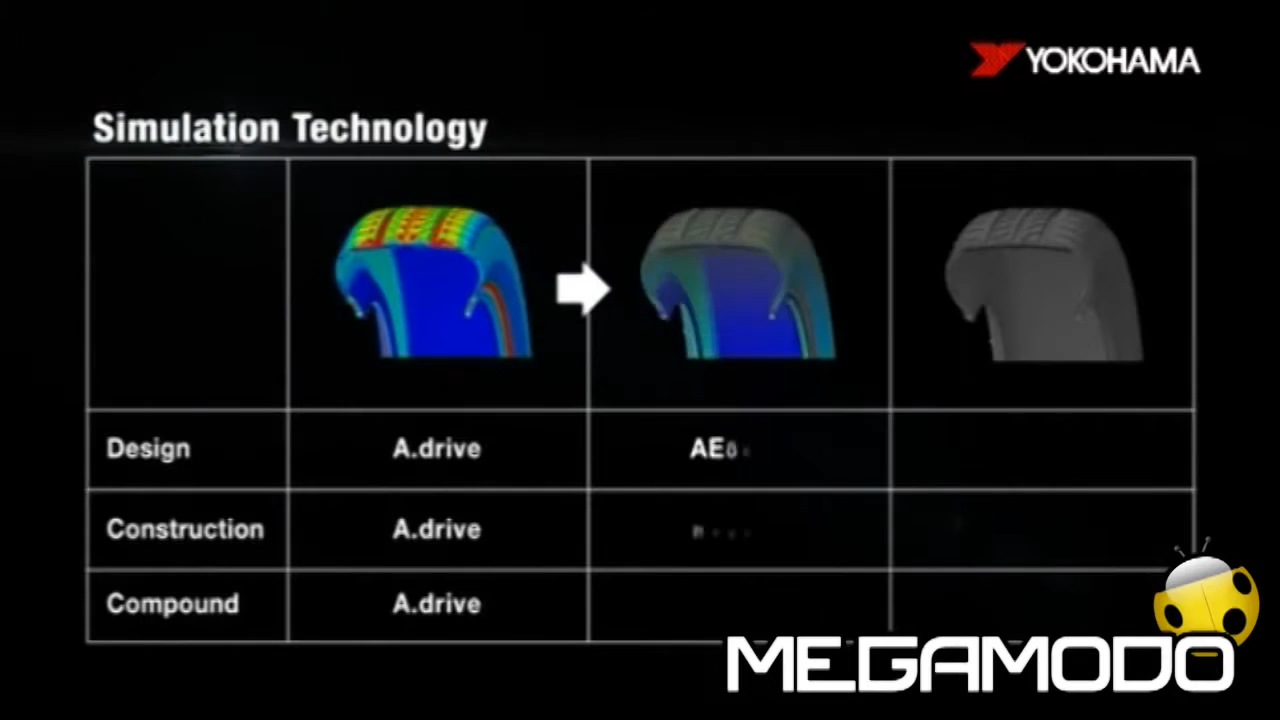 YOKOHAMA
Simulation Technology
Design A.drive
Construction A.drive
Compound A.drive
MEGAMODO